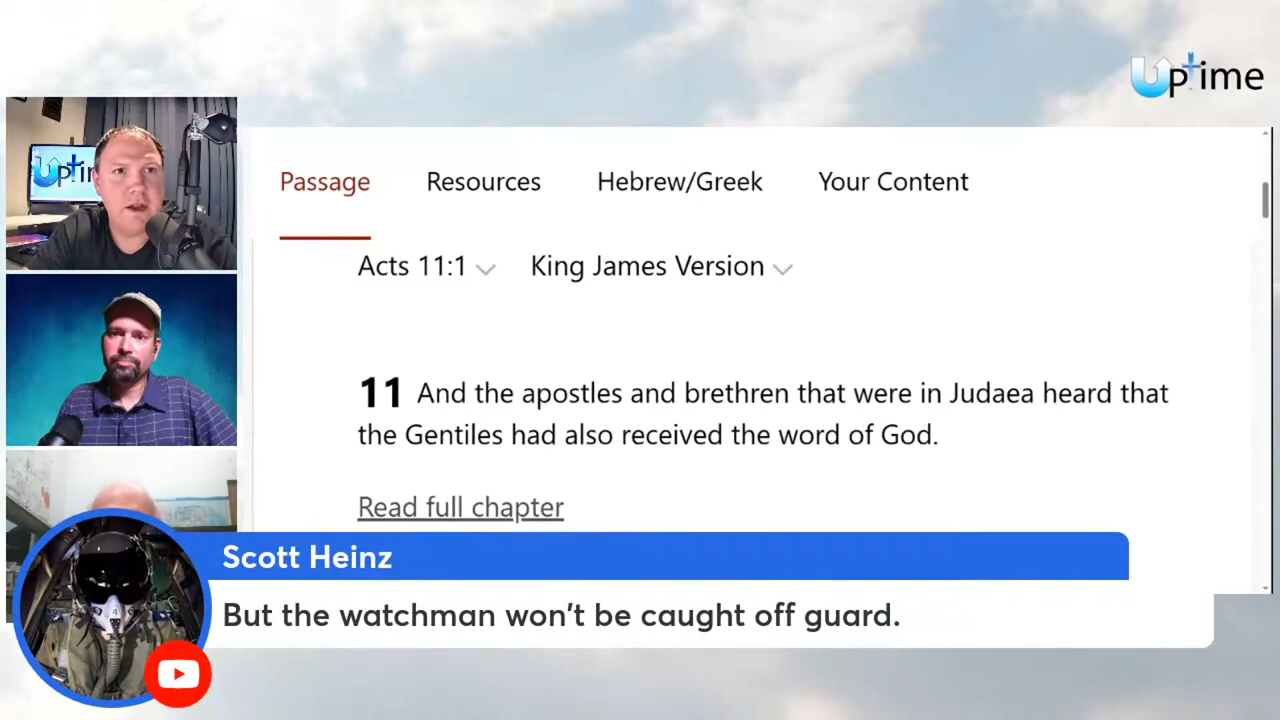 Uptime
Uptim
Passage Resources Hebrew/Greek Your Content
Acts 11:1 King James Version
11 And the apostles and brethren that were in Judaea heard that
the Gentiles had also received the word of God.
Read full chapter
Scott Heinz
But the watchman won't be caught off guard.